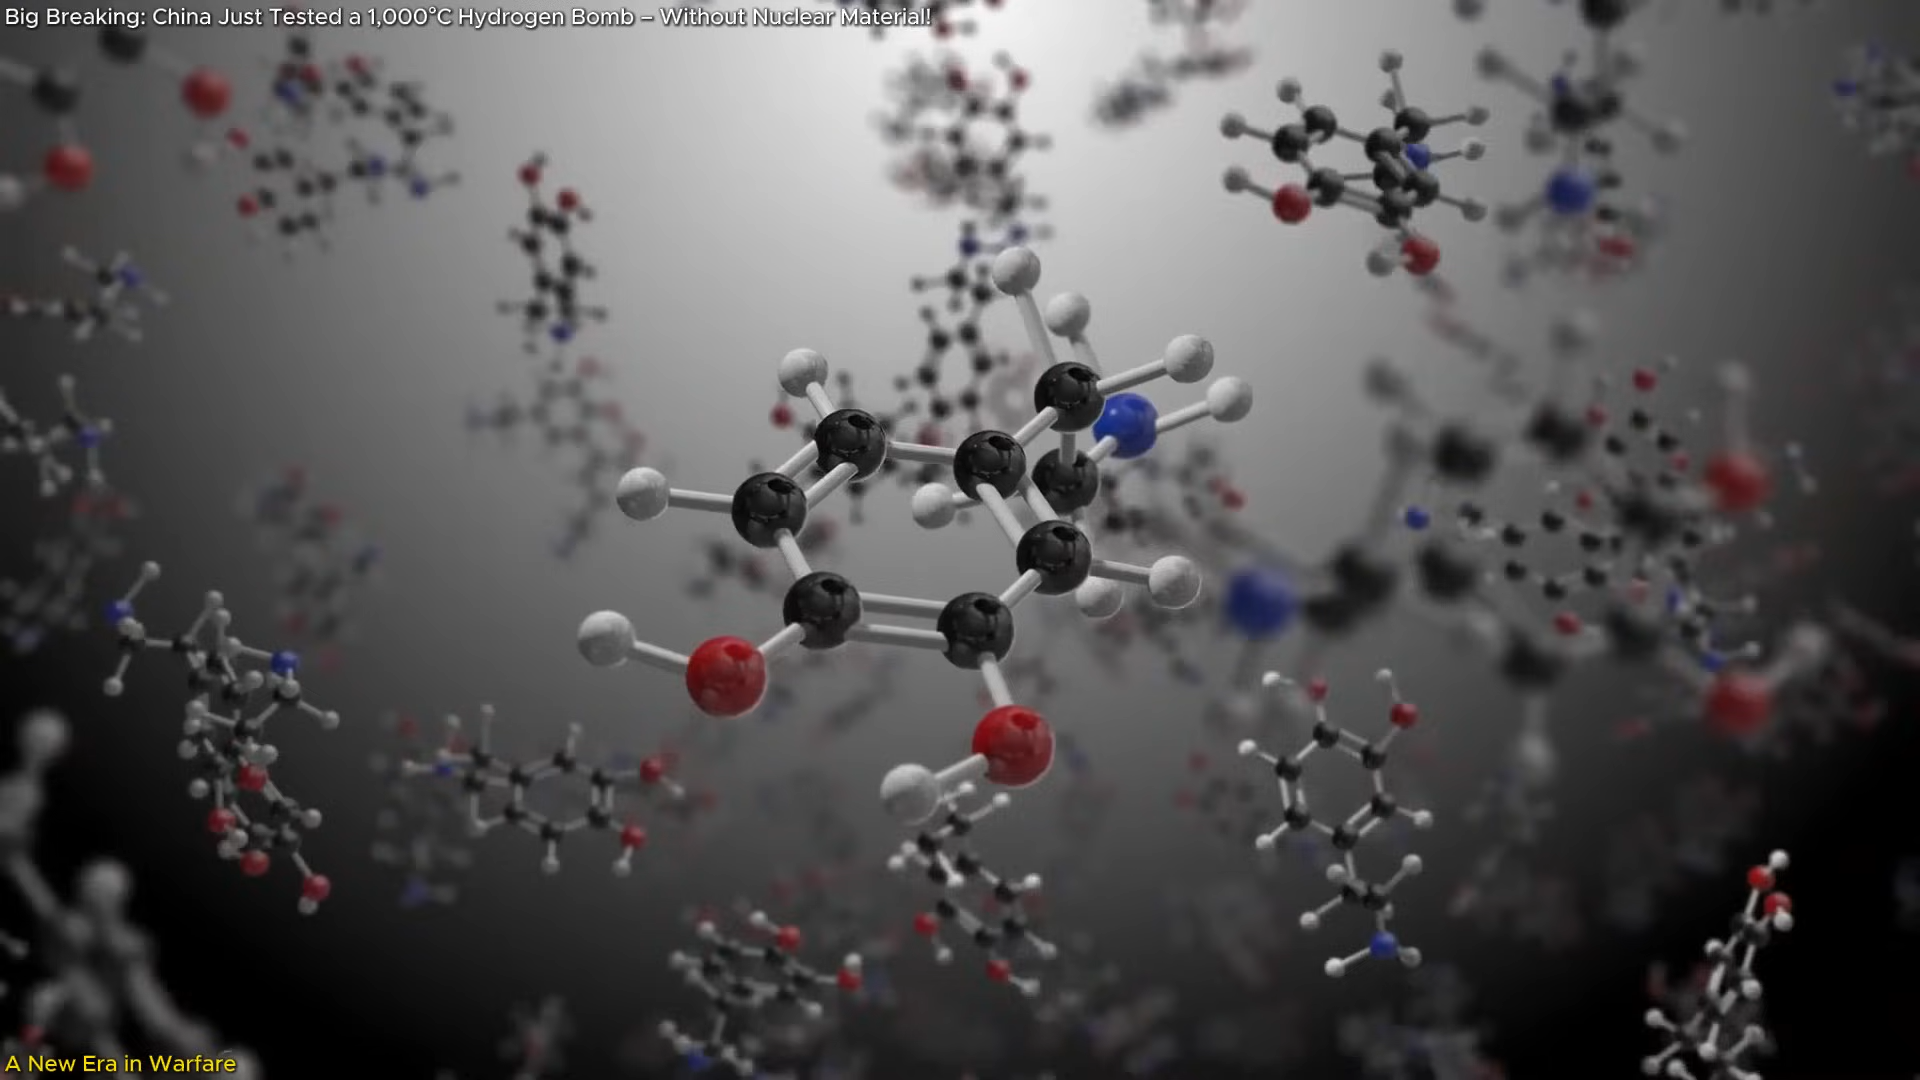 Big Breaking: China Just Tested a 1,000°C Hydrogen Bomb – Without Nuclear Material!
A New Era in Warfare